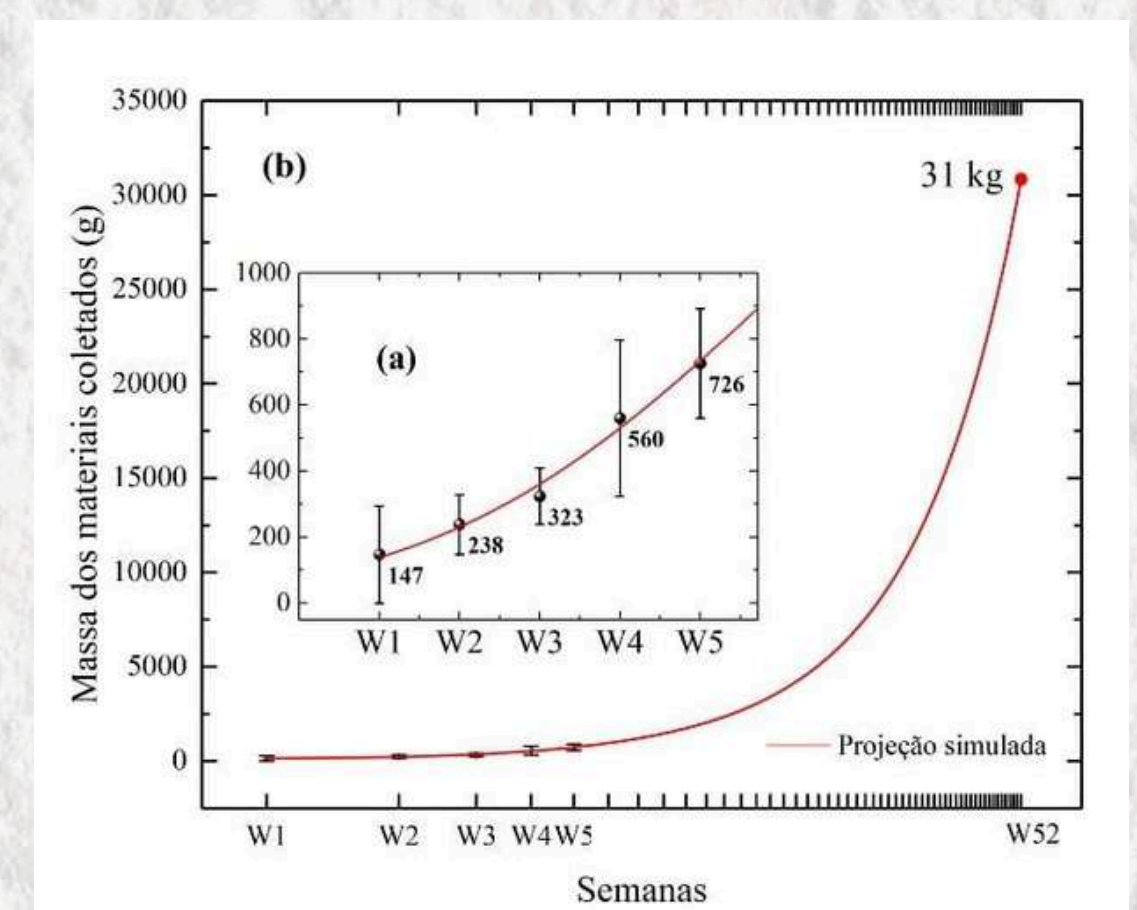 35000
(b)
31 kg
30000
Massa dos materiais coletados (g)
25000
20000
15000
10000
5000
0
1000
800
600
400
200
0
(a)
147
238
323
560
726
W1 W2 W3 W4 W5
Projeção simulada
W1 W2 W3 W4 W5 W52
Semanas